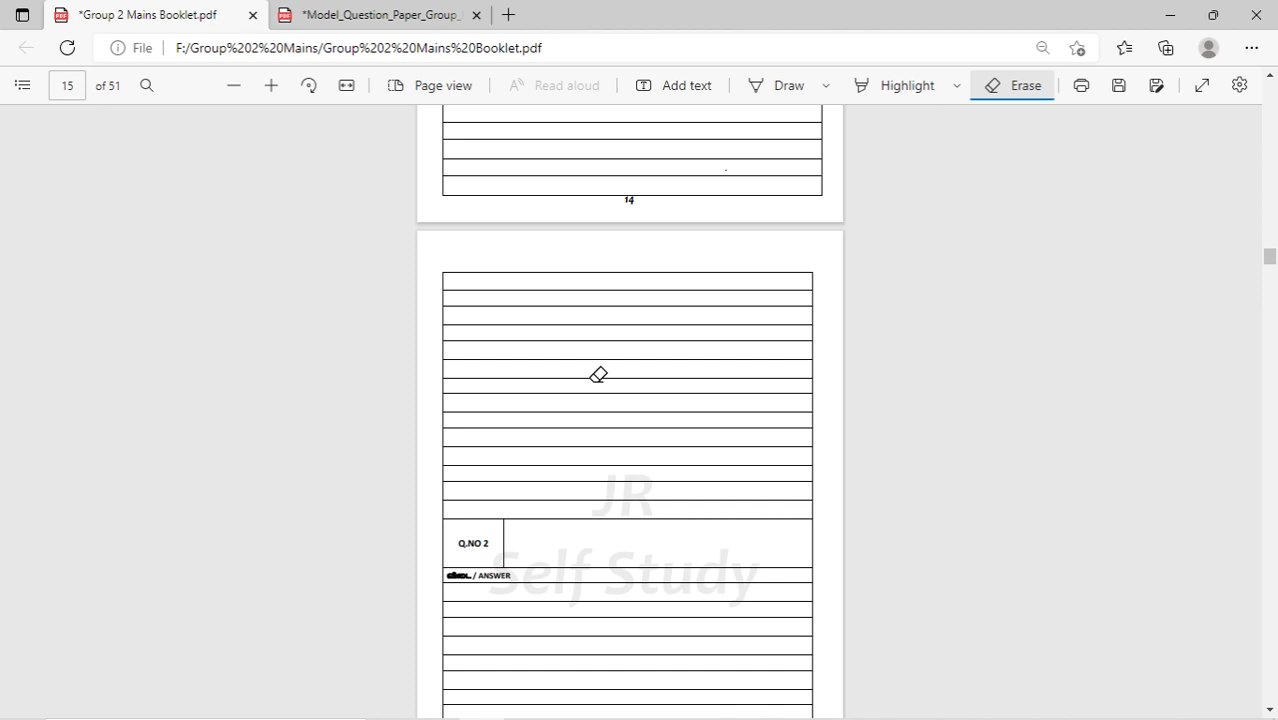 *Group 2 Mains Booklet.pdf
*Model_Question_Paper_Group_
File
F:/Group%202%20Mains/Group%202%20Mains%20Booklet.pdf
15 of 51
Page view
Read aloud
Add text
Draw
Highlight
Erase
14
JR
Self Study
Q.NO 2
/ ANSWER